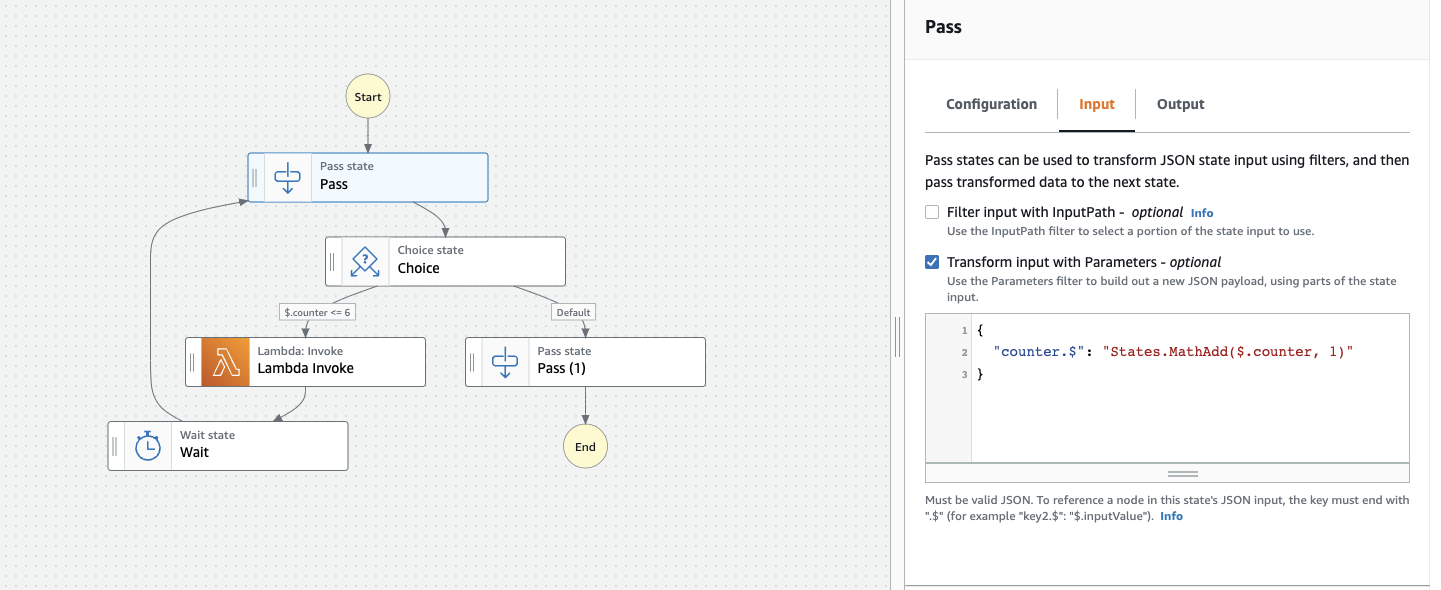 Start
Pass state
Pass
Choice state
?
Choice
$.counter <= 6
Default
Lambda: Invoke
Lambda Invoke
Pass state
Pass (1)
Wait state
Wait
End
Pass
Configuration
Input
Output
Pass states can be used to transform JSON state input using filters, and then
pass transformed data to the next state.
Filter input with InputPath - optional Info
Use the InputPath filter to select a portion of the state input to use.
Transform input with Parameters - optional
Use the Parameters filter to build out a new JSON payload, using parts of the state
input.
1 {
2 "counter.$": "States.MathAdd($.counter, 1)"
3 }
Must be valid JSON. To reference a node in this state's JSON input, the key must end with
".$" (for example "key2.$": "$.inputValue"). Info